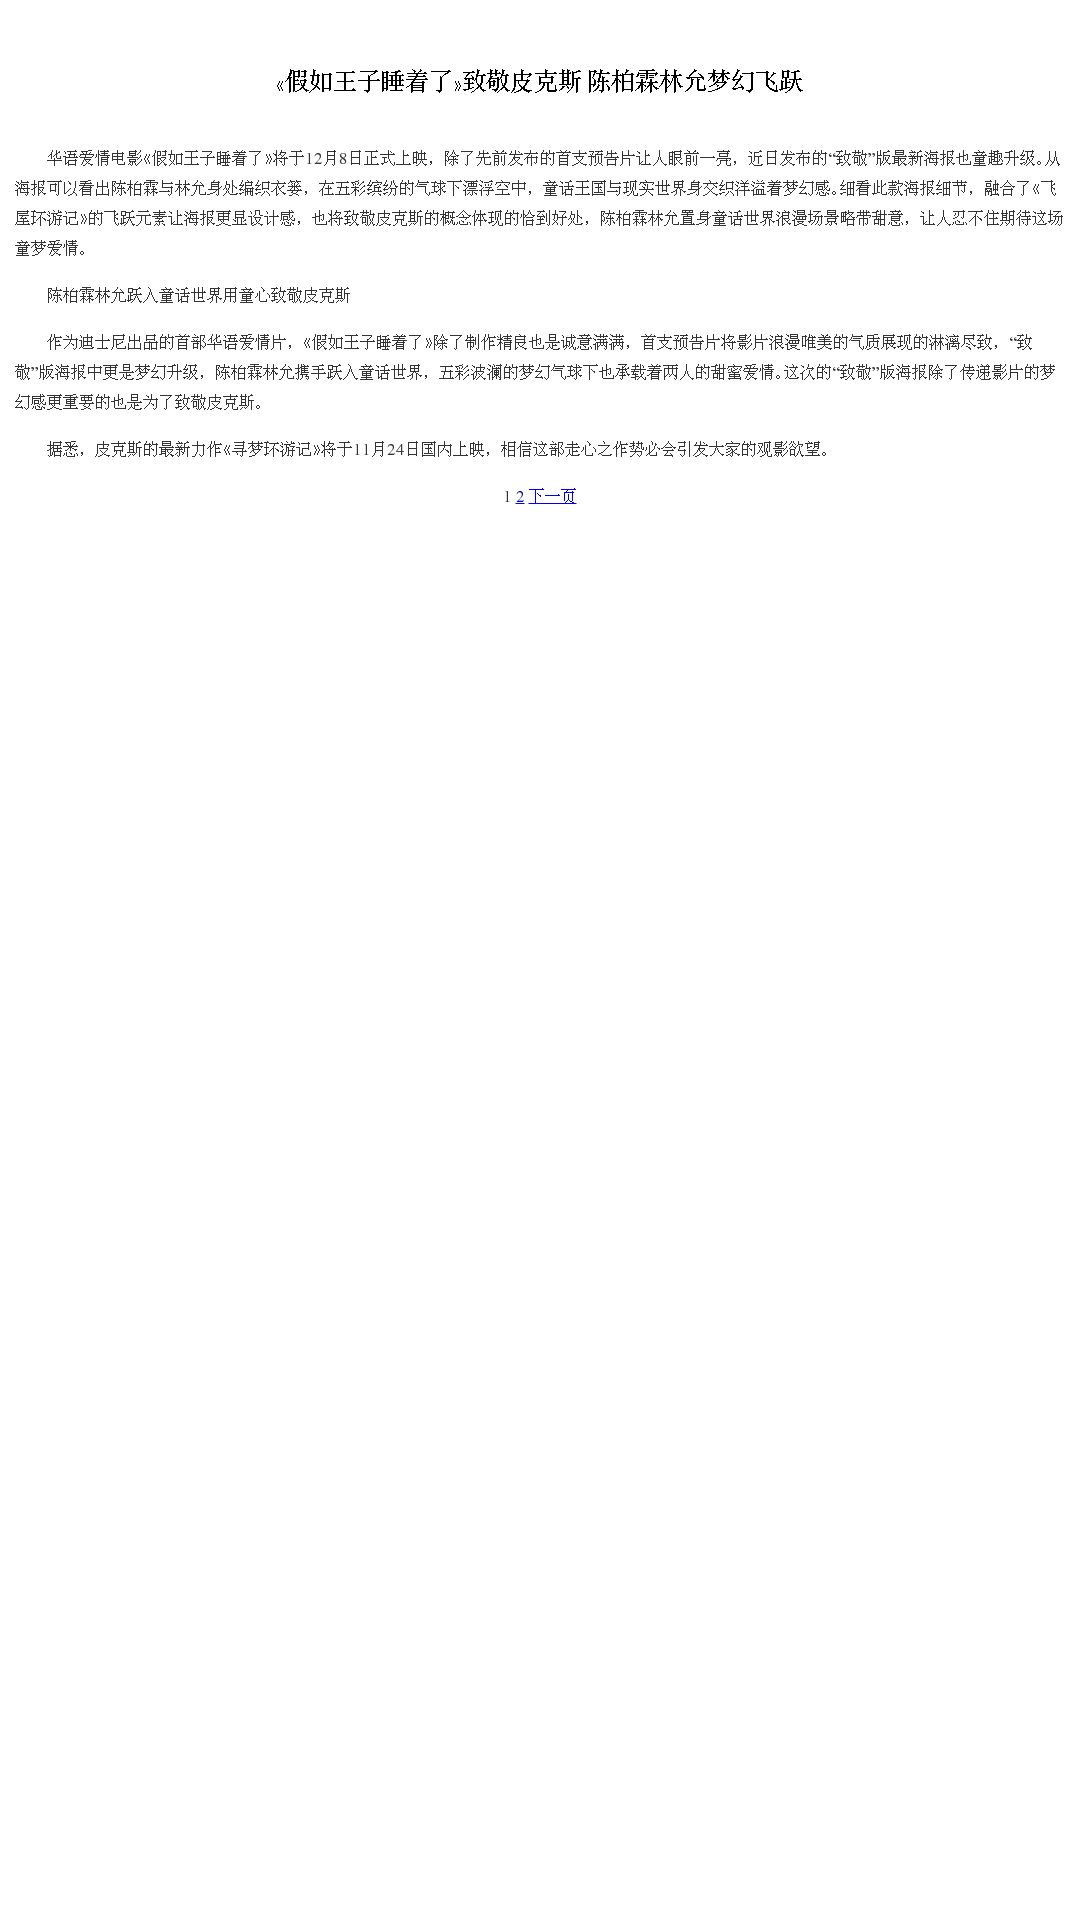 《假如王子睡着了》致敬皮克斯 陈柏霖林允梦幻飞跃
华语爱情电影《假如王子睡着了》将于12月8日正式上映，除了先前发布的首支预告片让人眼前一亮，近日发布的“致敬”版最新海报也童趣升级。从
海报可以看出陈柏霖与林允身处编织衣篓，在五彩缤纷的气球下漂浮空中，童话王国与现实世界身交织洋溢着梦幻感。细看此款海报细节，融合了《飞
屋环游记》的飞跃元素让海报更显设计感，也将致敬皮克斯的概念体现的恰到好处，陈柏霖林允置身童话世界浪漫场景略带甜意，让人忍不住期待这场
童梦爱情。
陈柏霖林允跃入童话世界用童心致敬皮克斯
作为迪士尼出品的首部华语爱情片，《假如王子睡着了》除了制作精良也是诚意满满，首支预告片将影片浪漫唯美的气质展现的淋漓尽致，“致
敬”版海报中更是梦幻升级，陈柏霖林允携手跃入童话世界，五彩波澜的梦幻气球下也承载着两人的甜蜜爱情。这次的“致敬”版海报除了传递影片的梦
幻感更重要的也是为了致敬皮克斯。
据悉，皮克斯的最新力作《寻梦环游记》将于11月24日国内上映，相信这部走心之作势必会引发大家的观影欲望。
1 2 下一页